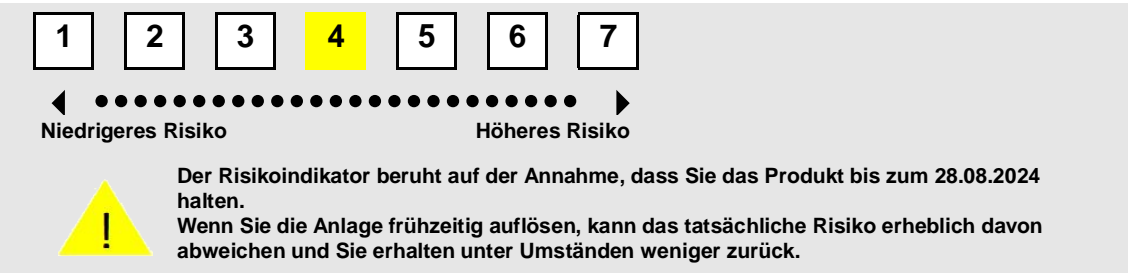 1 2 3 4 5 6 7
Niedrigeres Risiko Höheres Risiko
Der Risikoindikator beruht auf der Annahme, dass Sie das Produkt bis zum 28.08.2024
halten.
Wenn Sie die Anlage frühzeitig auflösen, kann das tatsächliche Risiko erheblich davon
abweichen und Sie erhalten unter Umständen weniger zurück.
!